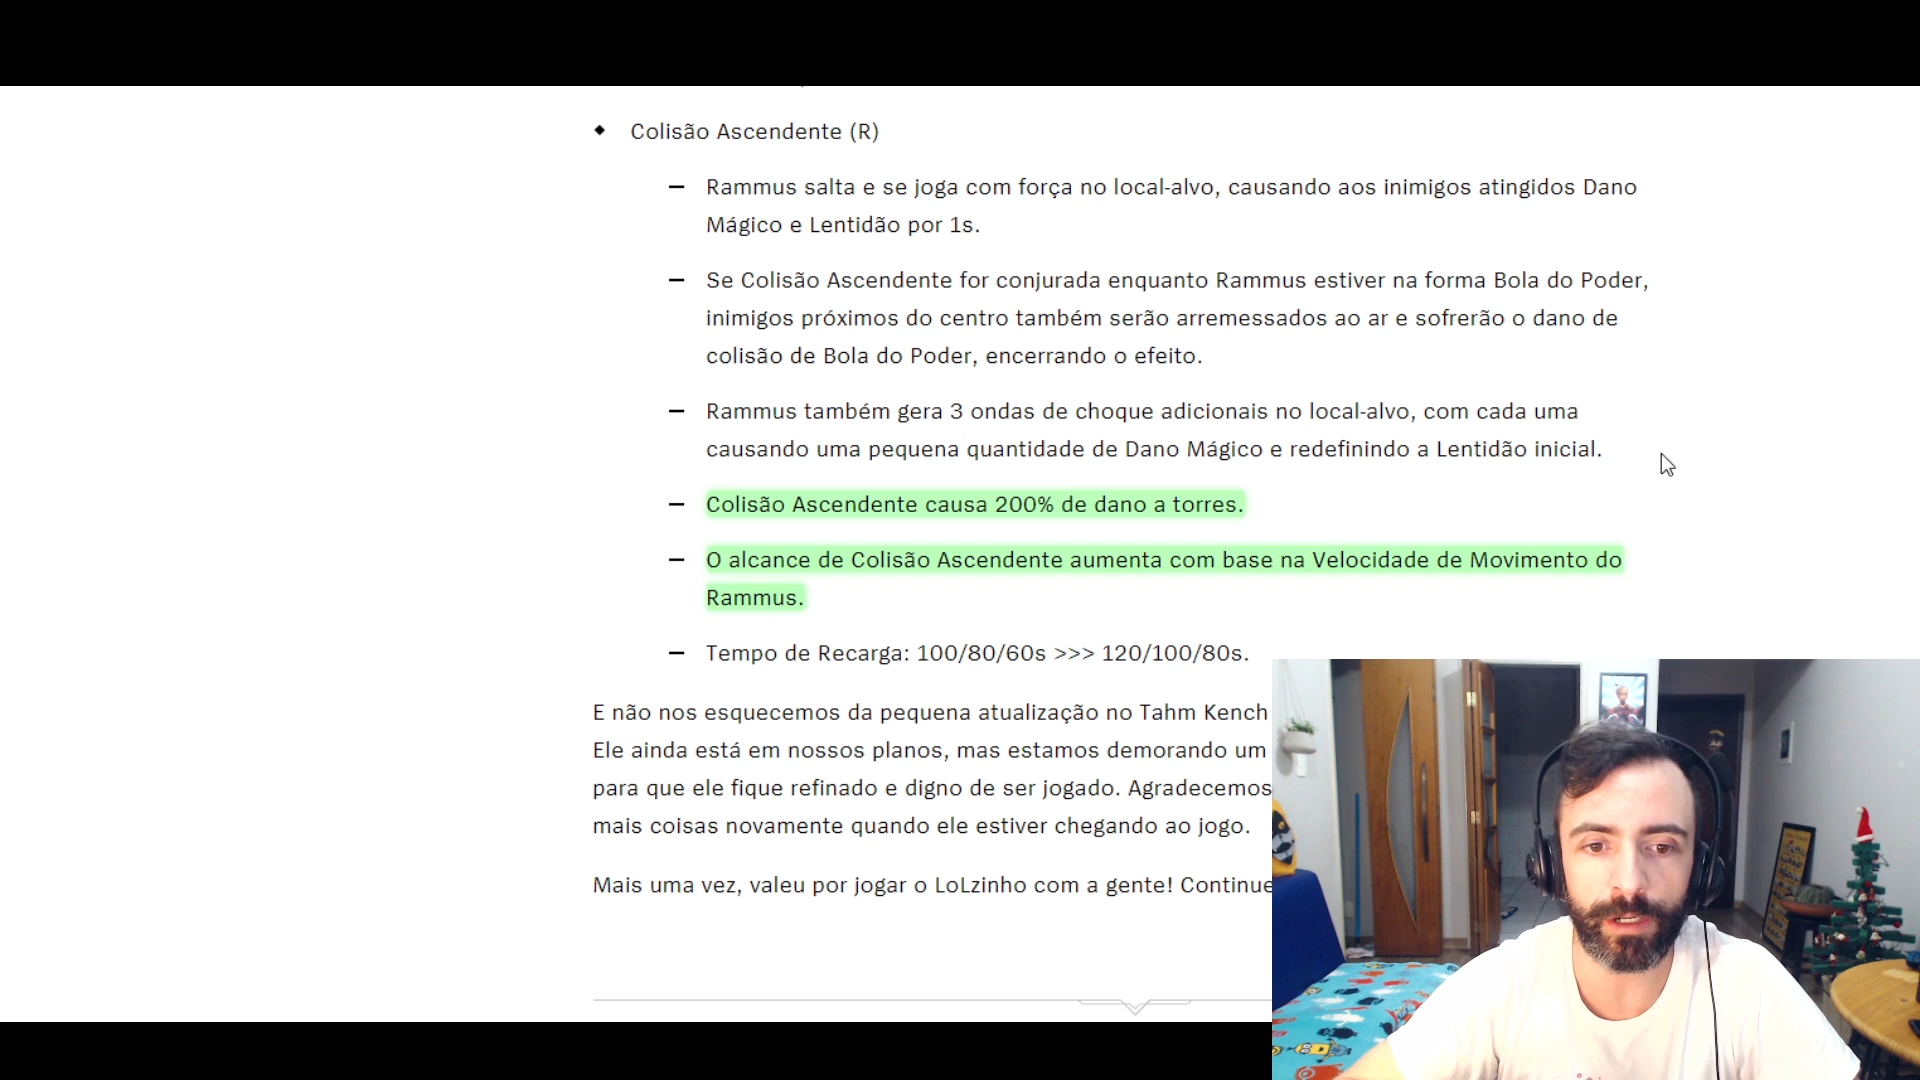 Colisão Ascendente (R)
Rammus salta e se joga com força no local-alvo, causando aos inimigos atingidos Dano
Mágico e Lentidão por 1s.
Se Colisão Ascendente for conjurada enquanto Rammus estiver na forma Bola do Poder,
inimigos próximos do centro também serão arremessados ao ar e sofrerão o dano de
colisão de Bola do Poder, encerrando o efeito.
Rammus também gera 3 ondas de choque adicionais no local-alvo, com cada uma
causando uma pequena quantidade de Dano Mágico e redefinindo a Lentidão inicial.
Colisão Ascendente causa 200% de dano a torres.
O alcance de Colisão Ascendente aumenta com base na Velocidade de Movimento do
Rammus.
Tempo de Recarga: 100/80/60s >>> 120/100/80s.
E não nos esquecemos da pequena atualização no Tahm Kench
Ele ainda está em nossos planos, mas estamos demorando um
para que ele fique refinado e digno de ser jogado. Agradecemos
mais coisas novamente quando ele estiver chegando ao jogo.
Mais uma vez, valeu por jogar o LoLzinho com a gente! Continue